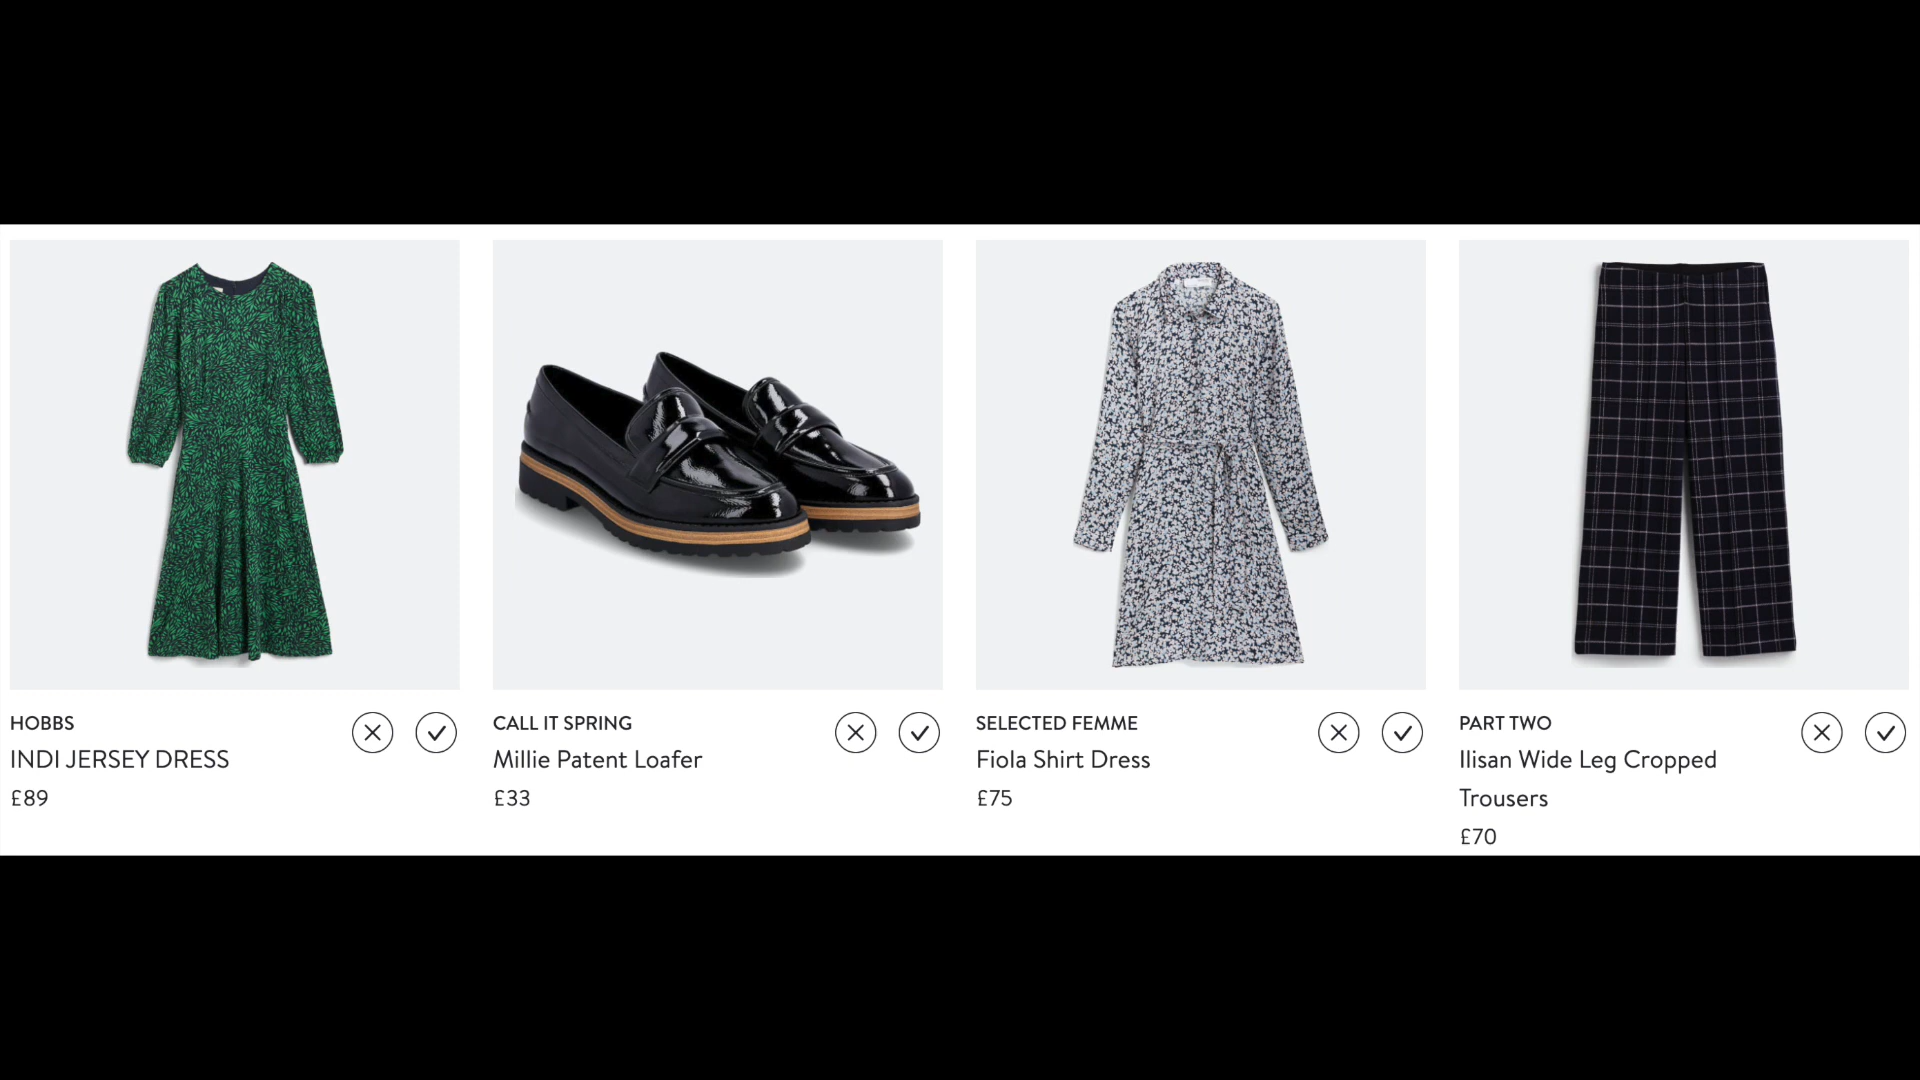 HOBBS
INDI JERSEY DRESS
£89
CALL IT SPRING
Millie Patent Loafer
£33
SELECTED FEMME
Fiola Shirt Dress
£75
PART TWO
Ilisan Wide Leg Cropped
Trousers
£70